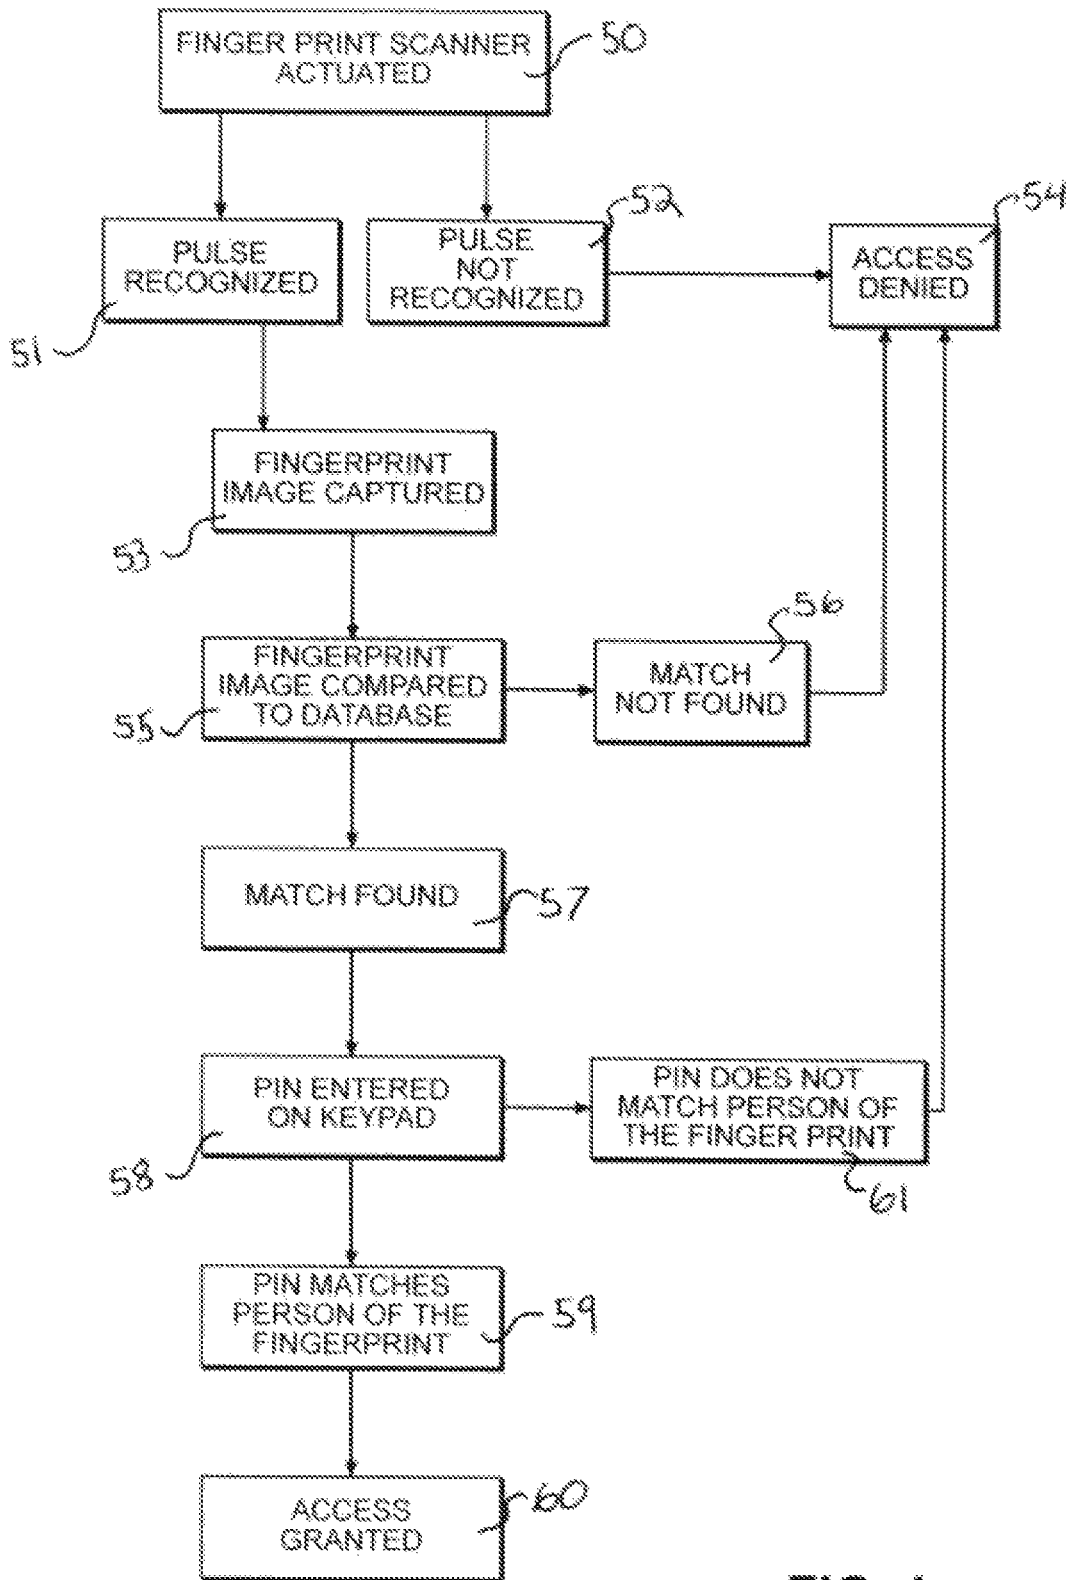 FINGER PRINT SCANNER
ACTUATED
50
PULSE
RECOGNIZED
51
PULSE
NOT
RECOGNIZED
52
ACCESS
DENIED
54
FINGERPRINT
IMAGE CAPTURED
53
FINGERPRINT
IMAGE COMPARED
TO DATABASE
55
MATCH
NOT FOUND
56
MATCH FOUND
57
PIN ENTERED
ON KEYPAD
58
PIN DOES NOT
MATCH PERSON OF
THE FINGER PRINT
61
PIN MATCHES
PERSON OF THE
FINGERPRINT
59
ACCESS
GRANTED
60